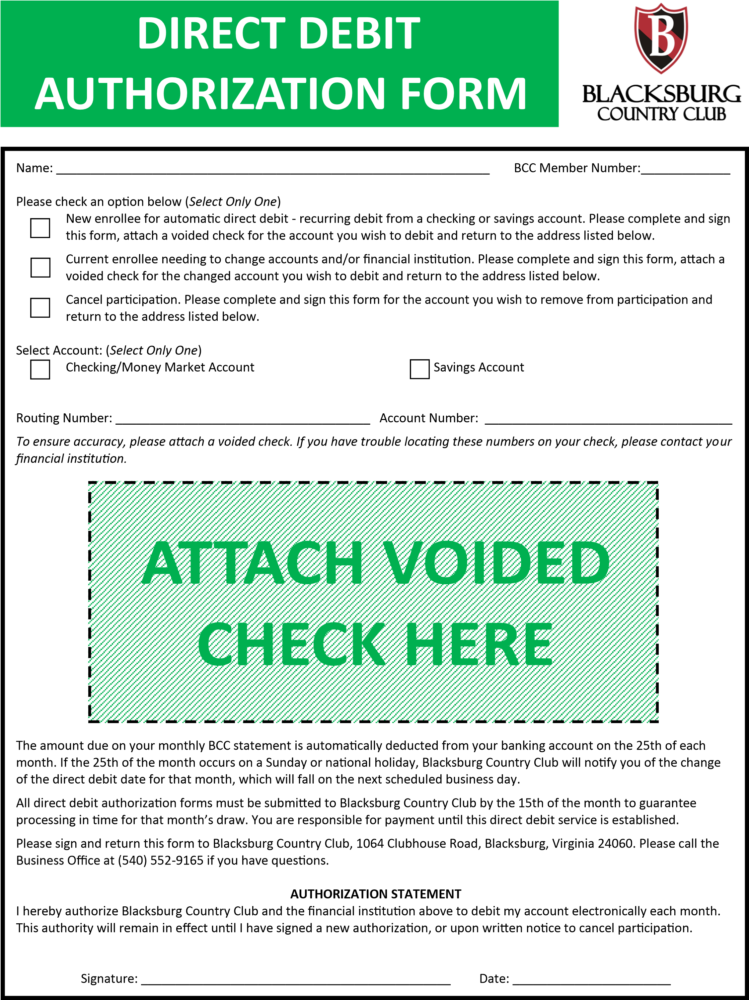 DIRECT DEBIT
AUTHORIZATION FORM
B
BLACKSBURG
COUNTRY CLUB
Name: ____________________ BCC Member Number:____________
Please check an option below (Select Only One)
New enrollee for automatic direct debit - recurring debit from a checking or savings account. Please complete and sign
this form, attach a voided check for the account you wish to debit and return to the address listed below.
Current enrollee needing to change accounts and/or financial institution. Please complete and sign this form, attach a
voided check for the changed account you wish to debit and return to the address listed below.
Cancel participation. Please complete and sign this form for the account you wish to remove from participation and
return to the address listed below.
Select Account: (Select Only One)
Checking/Money Market Account Savings Account
Routing Number: ____________________ Account Number: ____________________
To ensure accuracy, please attach a voided check. If you have trouble locating these numbers on your check, please contact your
financial institution.
ATTACH VOIDED
CHECK HERE
The amount due on your monthly BCC statement is automatically deducted from your banking account on the 25th of each
month. If the 25th of the month occurs on a Sunday or national holiday, Blacksburg Country Club will notify you of the change
of the direct debit date for that month, which will fall on the next scheduled business day.
All direct debit authorization forms must be submitted to Blacksburg Country Club by the 15th of the month to guarantee
processing in time for that month’s draw. You are responsible for payment until this direct debit service is established.
Please sign and return this form to Blacksburg Country Club, 1064 Clubhouse Road, Blacksburg, Virginia 24060. Please call the
Business Office at (540) 552-9165 if you have questions.
AUTHORIZATION STATEMENT
I hereby authorize Blacksburg Country Club and the financial institution above to debit my account electronically each month.
This authority will remain in effect until I have signed a new authorization, or upon written notice to cancel participation.
Signature: ____________________ Date: ____________________